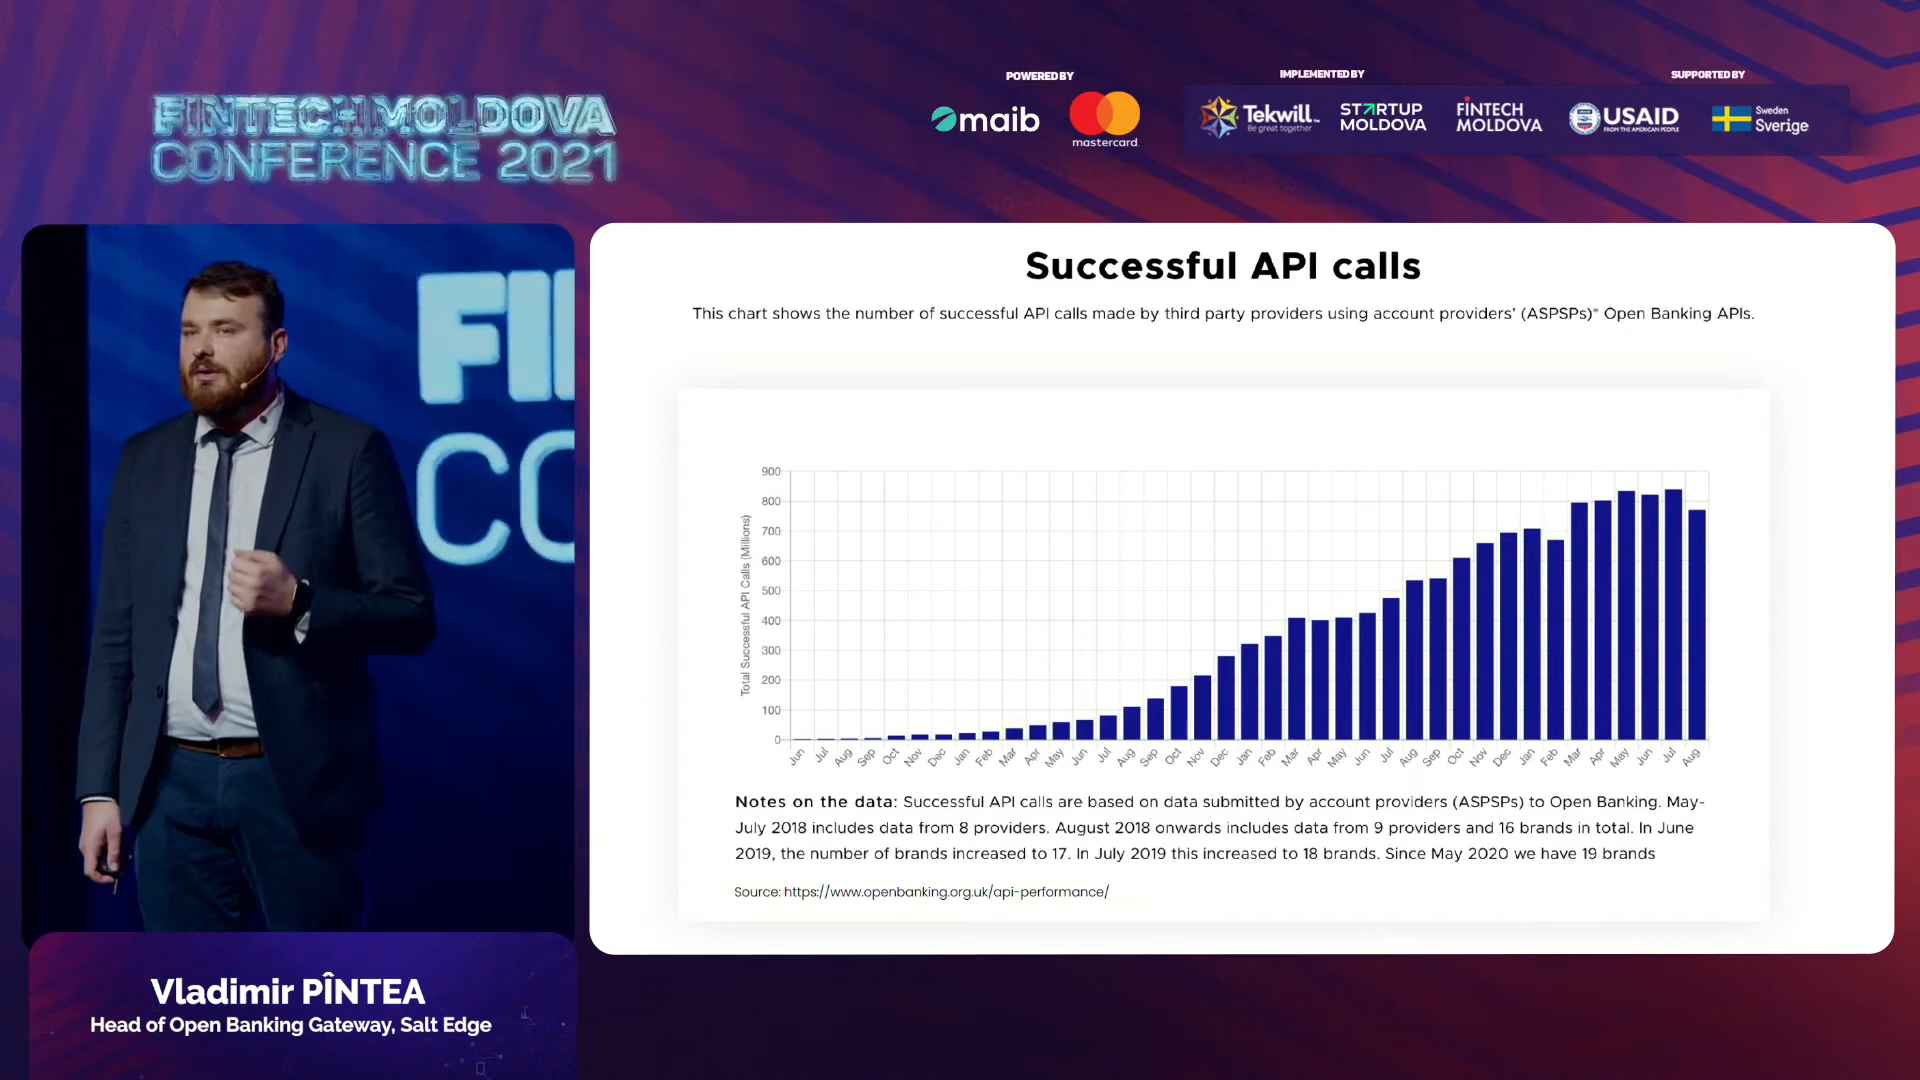 POWERED BY
IMPLEMENTED BY
SUPPORTED BY
FINTECH MOLDOVA
CONFERENCE 2021
maib
mastercard
Tekwill
Be great together
STARTUP
MOLDOVA
FINTECH
MOLDOVA
USAID
FROM THE AMERICAN PEOPLE
Sweden
Sverige
FI
CO
Successful API calls
This chart shows the number of successful API calls made by third party providers using account providers' (ASPSPs)* Open Banking APIs.
Total Successful API Calls (Millions)
900
800
700
600
500
400
300
200
100
0
Jun Jul Aug Sep Oct Nov Dec Jan Feb Mar Apr May Jun Jul Aug Sep Oct Nov Dec Jan Feb Mar Apr May Jun Jul Aug Sep Oct Nov Dec Jan Feb Mar Apr May Jun Jul Aug
Notes on the data: Successful API calls are based on data submitted by account providers (ASPSPs) to Open Banking. May-
July 2018 includes data from 8 providers. August 2018 onwards includes data from 9 providers and 16 brands in total. In June
2019, the number of brands increased to 17. In July 2019 this increased to 18 brands. Since May 2020 we have 19 brands
Source: https://www.openbanking.org.uk/api-performance/
Vladimir PÎNTEA
Head of Open Banking Gateway, Salt Edge